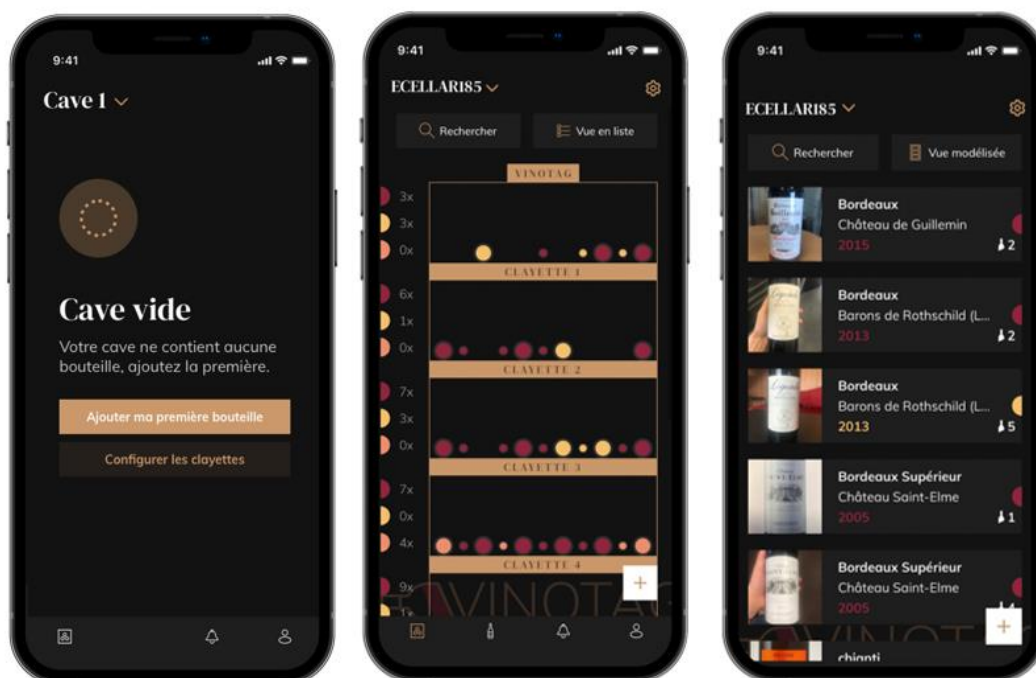 9:41
Cave 1
Cave vide
Votre cave ne contient aucune
bouteille, ajoutez la première.
Ajouter ma première bouteille
Configurer les clayettes
9:41
ECELLAR185
Rechercher
Vue en liste
VINOTAG
3x
3x
0x
CLAYETTE 1
6x
1x
0x
CLAYETTE 2
7x
3x
0x
CLAYETTE 3
7x
0x
4x
CLAYETTE 4
9x
1x
+
VINOTAG
9:41
ECELLAR185
Rechercher
Vue modélisée
Bordeaux
Château de Guillemin
2015
2
Bordeaux
Barons de Rothschild (L...
2013
2
Bordeaux
Barons de Rothschild (L...
2013
5
Bordeaux Supérieur
Château Saint-Elme
2005
1
Bordeaux Supérieur
Château Saint-Elme
2005
+
VINOTAG
chianti